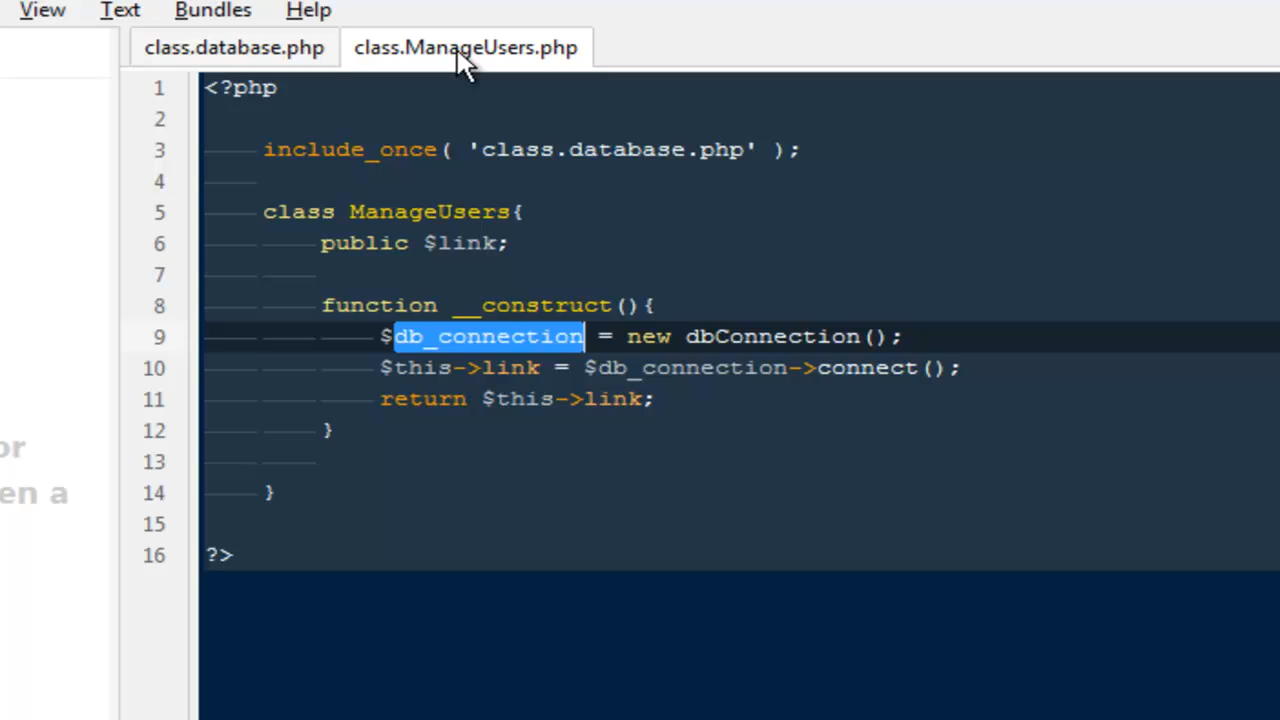 View Text Bundles Help
class.database.php class.ManageUsers.php
1 <?php
2
3 include_once( 'class.database.php' );
4
5 class ManageUsers{
6 public $link;
7
8 function __construct(){
9 $db_connection = new dbConnection();
10 $this->link = $db_connection->connect();
11 return $this->link;
12 }
13
14 }
15
16 ?>
or
en a